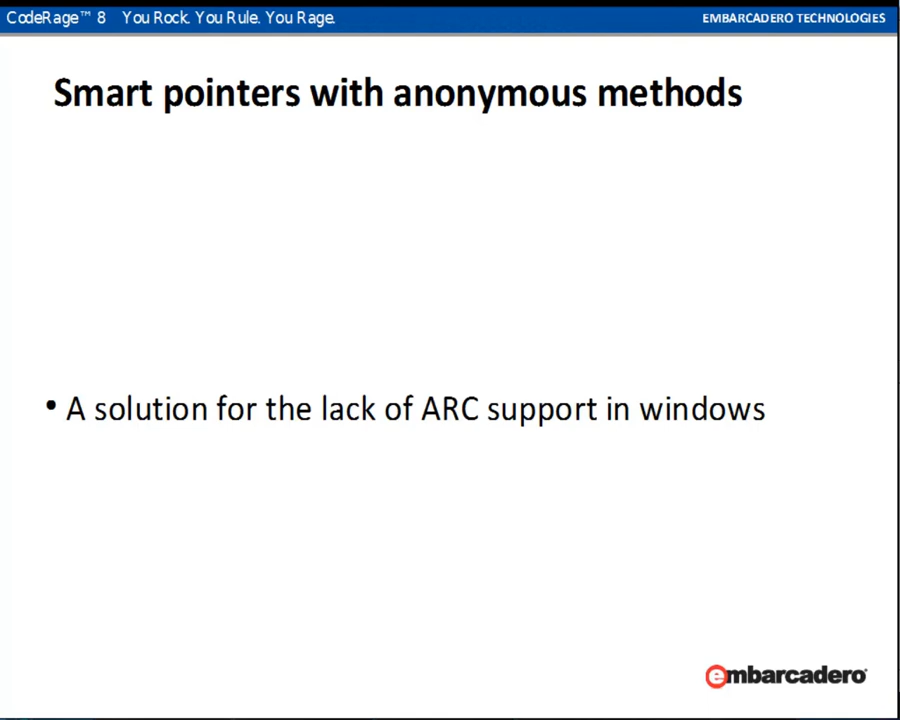 CodeRage™ 8 You Rock. You Rule. You Rage.
EMBARCADERO TECHNOLOGIES
Smart pointers with anonymous methods
• A solution for the lack of ARC support in windows
embarcadero